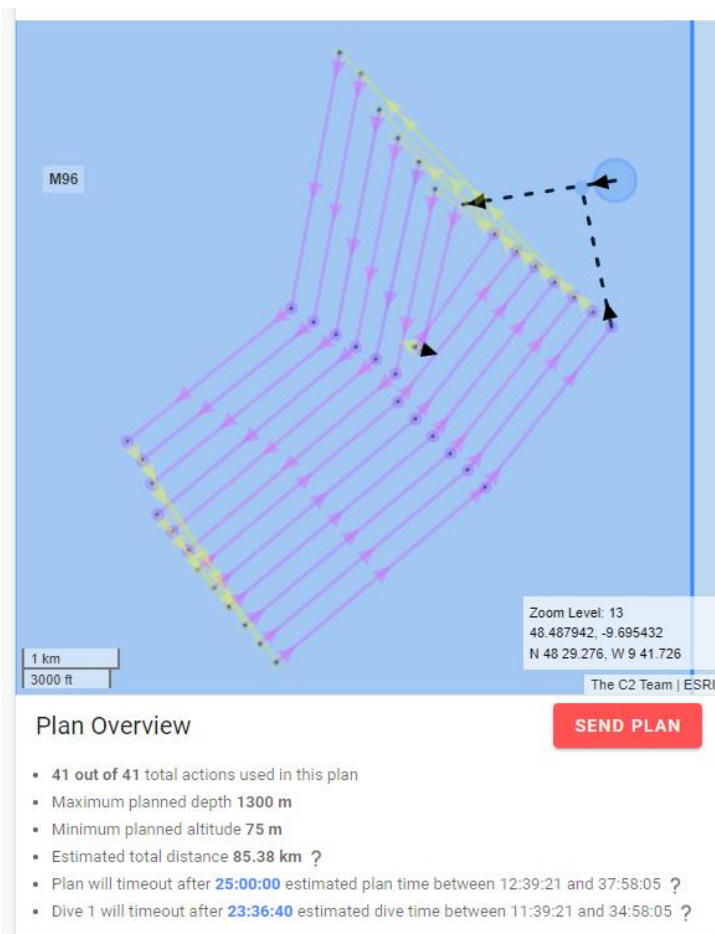 M96
Zoom Level: 13
48.487942, -9.695432
N 48 29.276, W 9 41.726
1 km
3000 ft
The C2 Team | ESRI
Plan Overview
SEND PLAN
41 out of 41 total actions used in this plan
Maximum planned depth 1300 m
Minimum planned altitude 75 m
Estimated total distance 85.38 km ?
Plan will timeout after 25:00:00 estimated plan time between 12:39:21 and 37:58:05 ?
Dive 1 will timeout after 23:36:40 estimated dive time between 11:39:21 and 34:58:05 ?